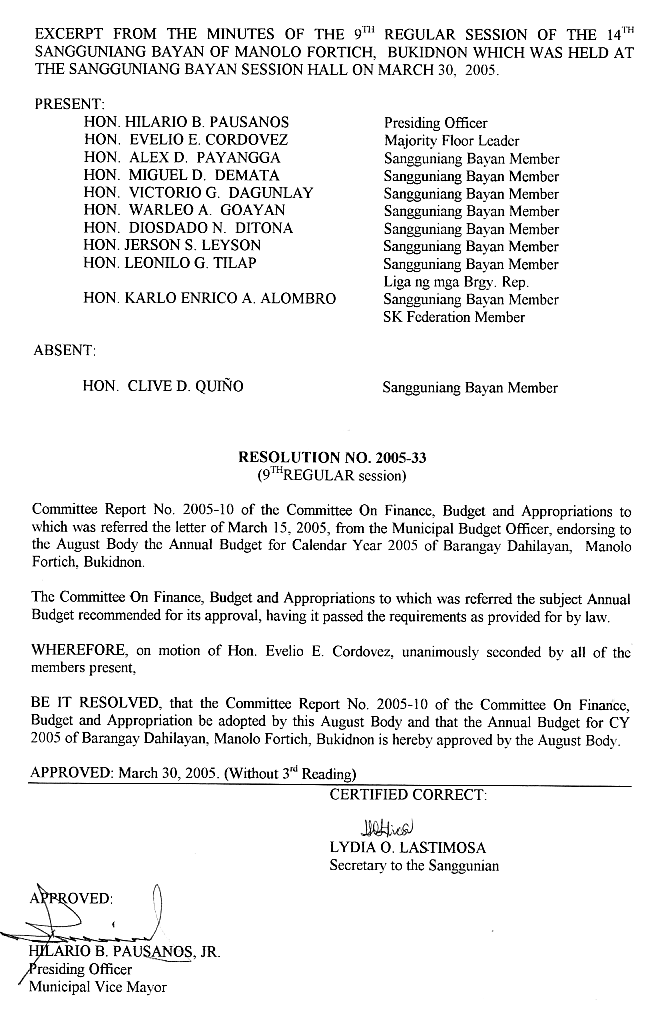 EXCERPT FROM THE MINUTES OF THE 9TH REGULAR SESSION OF THE 14TH
SANGGUNIANG BAYAN OF MANOLO FORTICH, BUKIDNON WHICH WAS HELD AT
THE SANGGUNIANG BAYAN SESSION HALL ON MARCH 30, 2005.
PRESENT:
HON. HILARIO B. PAUSANOS Presiding Officer
HON. EVELIO E. CORDOVEZ Majority Floor Leader
HON. ALEX D. PAYANGGA Sangguniang Bayan Member
HON. MIGUEL D. DEMATA Sangguniang Bayan Member
HON. VICTORIO G. DAGUNLAY Sangguniang Bayan Member
HON. WARLEO A. GOAYAN Sangguniang Bayan Member
HON. DIOSDADO N. DITONA Sangguniang Bayan Member
HON. JERSON S. LEYSON Sangguniang Bayan Member
HON. LEONILO G. TILAP Sangguniang Bayan Member
Liga ng mga Brgy. Rep.
HON. KARLO ENRICO A. ALOMBRO Sangguniang Bayan Member
SK Federation Member
ABSENT:
HON. CLIVE D. QUIÑO Sangguniang Bayan Member
RESOLUTION NO. 2005-33
(9THREGULAR session)
Committee Report No. 2005-10 of the Committee On Finance, Budget and Appropriations to
which was referred the letter of March 15, 2005, from the Municipal Budget Officer, endorsing to
the August Body the Annual Budget for Calendar Year 2005 of Barangay Dahilayan, Manolo
Fortich, Bukidnon.
The Committee On Finance, Budget and Appropriations to which was referred the subject Annual
Budget recommended for its approval, having it passed the requirements as provided for by law.
WHEREFORE, on motion of Hon. Evelio E. Cordovez, unanimously seconded by all of the
members present,
BE IT RESOLVED, that the Committee Report No. 2005-10 of the Committee On Finance,
Budget and Appropriation be adopted by this August Body and that the Annual Budget for CY
2005 of Barangay Dahilayan, Manolo Fortich, Bukidnon is hereby approved by the August Body.
APPROVED: March 30, 2005. (Without 3rd Reading)
CERTIFIED CORRECT:
LYDIA O. LASTIMOSA
Secretary to the Sanggunian
APPROVED:
HILARIO B. PAUSANOS, JR.
Presiding Officer
Municipal Vice Mayor